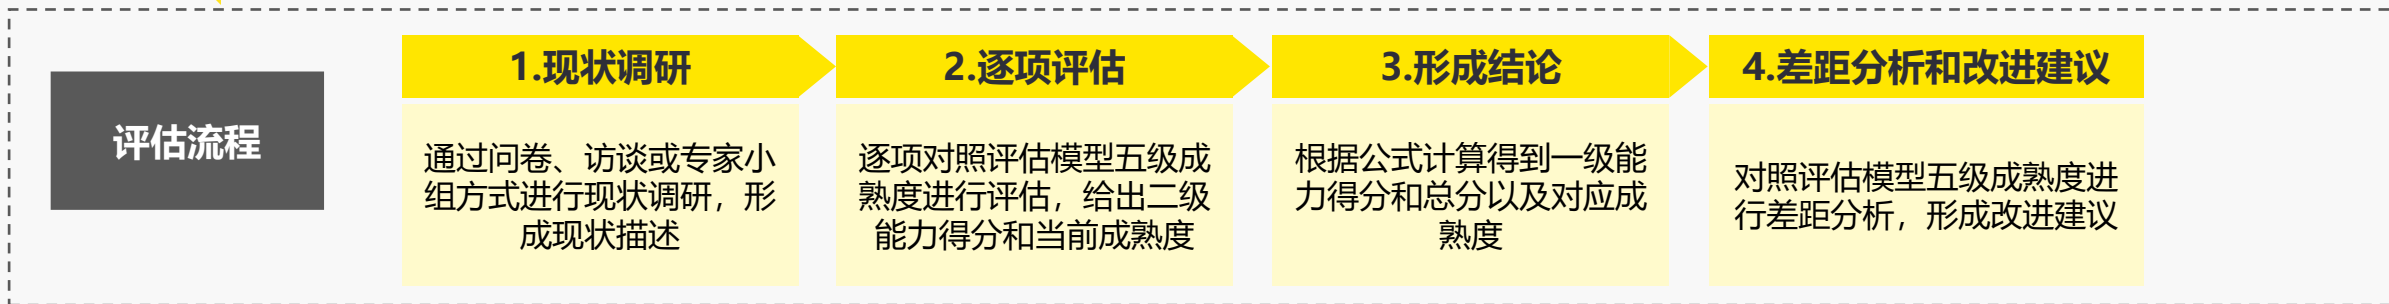 评估流程
1.现状调研
通过问卷、访谈或专家小
组方式进行现状调研，形
成现状描述
2.逐项评估
逐项对照评估模型五级成
熟度进行评估，给出二级
能力得分和当前成熟度
3.形成结论
根据公式计算得到一级能
力得分和总分以及对应成
熟度
4.差距分析和改进建议
对照评估模型五级成熟度进
行差距分析，形成改进建议